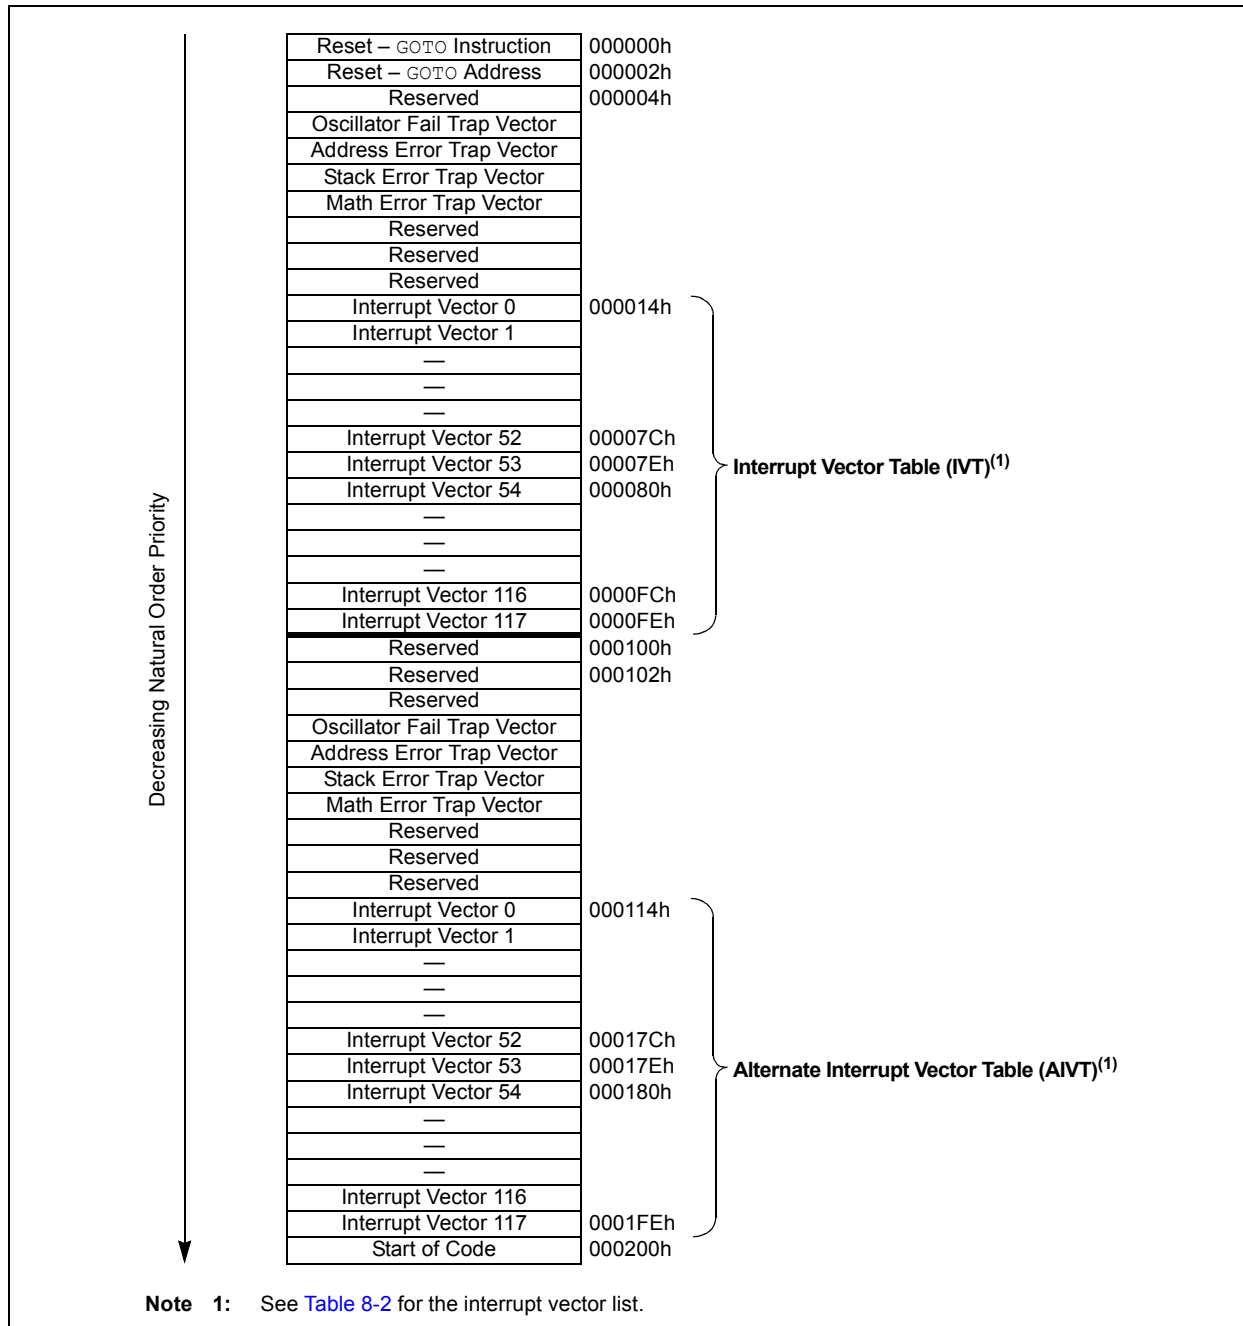 Decreasing Natural Order Priority
Reset – GOTO Instruction 000000h
Reset – GOTO Address 000002h
Reserved 000004h
Oscillator Fail Trap Vector
Address Error Trap Vector
Stack Error Trap Vector
Math Error Trap Vector
Reserved
Reserved
Reserved
Interrupt Vector 0 000014h
Interrupt Vector 1
—
—
—
Interrupt Vector 52 00007Ch
Interrupt Vector 53 00007Eh
Interrupt Vector 54 000080h
—
—
—
Interrupt Vector 116 0000FCh
Interrupt Vector 117 0000FEh
Interrupt Vector Table (IVT)(1)
Reserved 000100h
Reserved 000102h
Reserved
Oscillator Fail Trap Vector
Address Error Trap Vector
Stack Error Trap Vector
Math Error Trap Vector
Reserved
Reserved
Reserved
Interrupt Vector 0 000114h
Interrupt Vector 1
—
—
—
Interrupt Vector 52 00017Ch
Interrupt Vector 53 00017Eh
Interrupt Vector 54 000180h
—
—
—
Interrupt Vector 116
Interrupt Vector 117 0001FEh
Alternate Interrupt Vector Table (AIVT)(1)
Start of Code 000200h
Note 1: See Table 8-2 for the interrupt vector list.